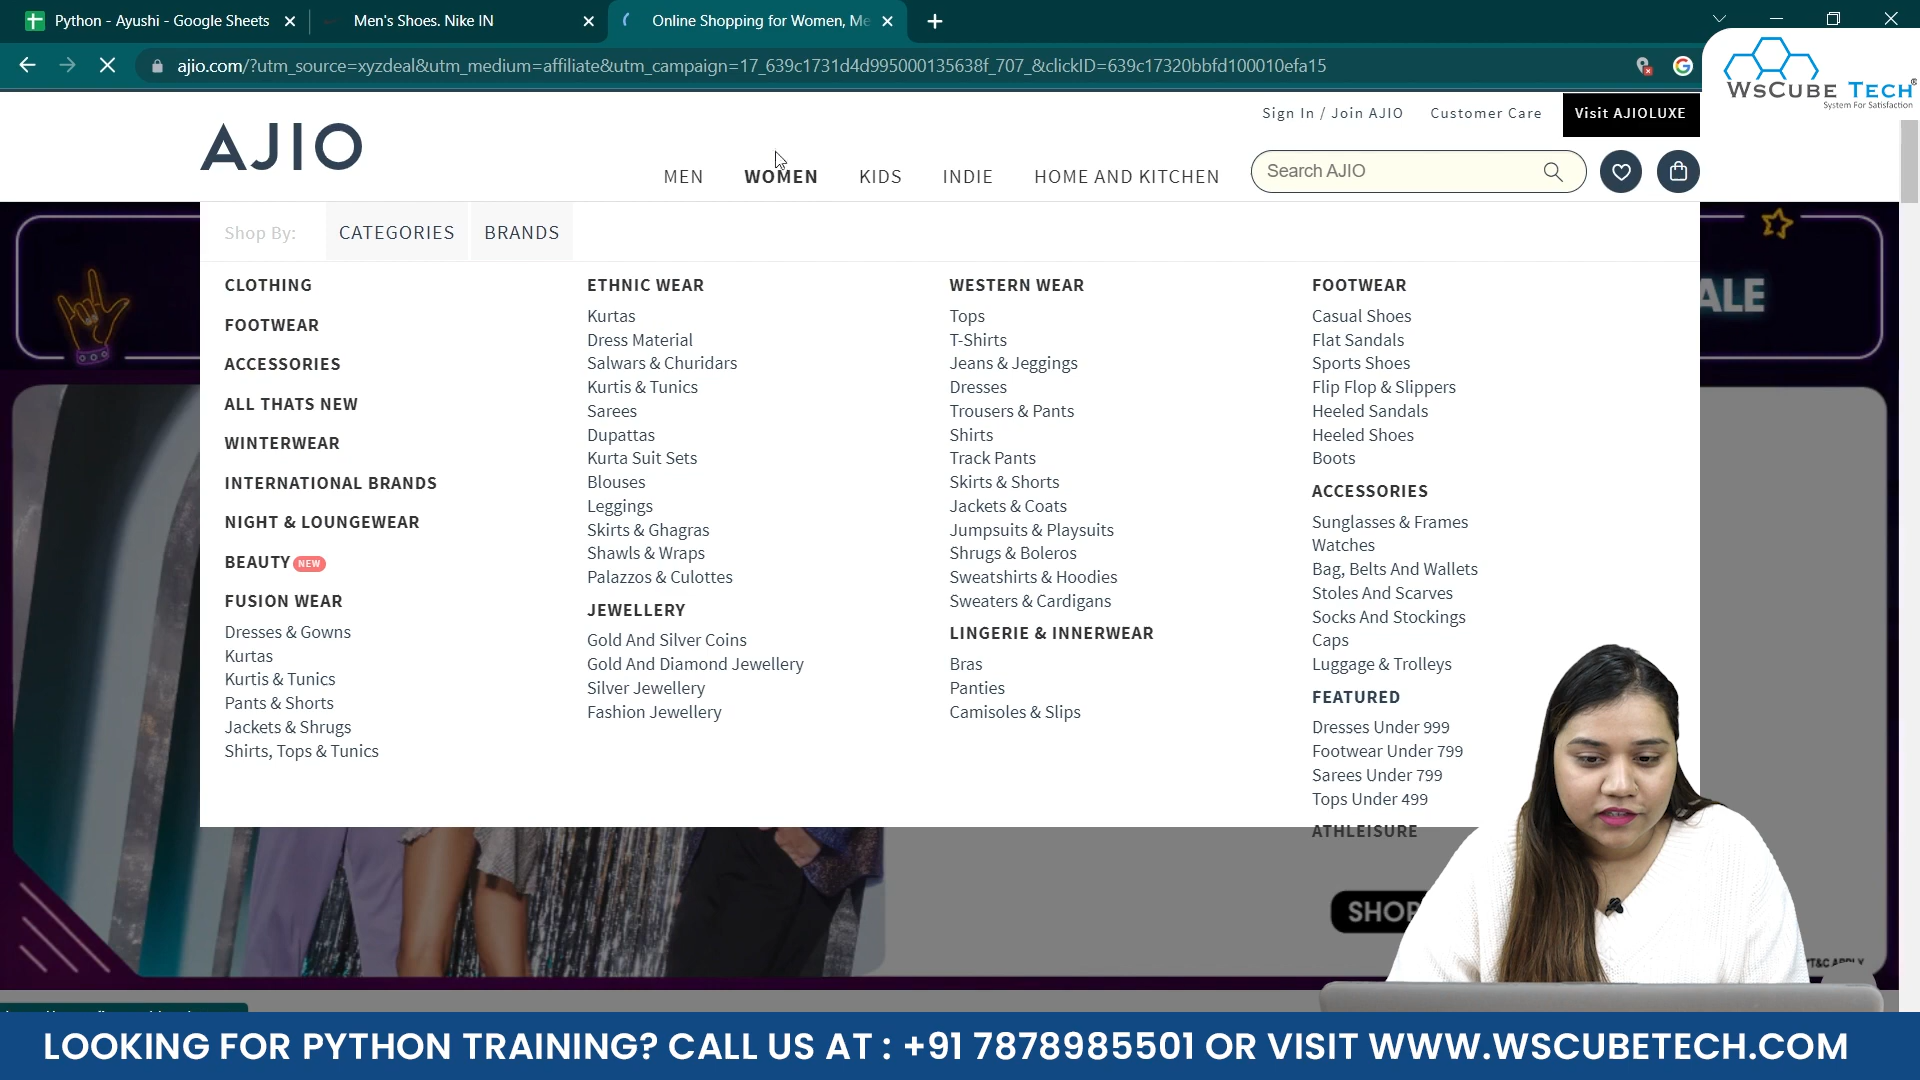 Python - Ayushi - Google Sheets
Men's Shoes. Nike IN
Online Shopping for Women, Me
ajio.com/?utm_source=xyzdeal&utm_medium=affiliate&utm_campaign=17_639c1731d4d995000135638f_707_&clickID=639c17320bbfd100010efa15
WsCube Tech
System For Satisfaction
Sign In / Join AJIO
Customer Care
Visit AJIOLUXE
AJIO
MEN
WOMEN
KIDS
INDIE
HOME AND KITCHEN
Search AJIO
Shop By:
CATEGORIES
BRANDS
CLOTHING
FOOTWEAR
ACCESSORIES
ALL THATS NEW
WINTERWEAR
INTERNATIONAL BRANDS
NIGHT & LOUNGEWEAR
BEAUTY NEW
FUSION WEAR
Dresses & Gowns
Kurtas
Kurtis & Tunics
Pants & Shorts
Jackets & Shrugs
Shirts, Tops & Tunics
ETHNIC WEAR
Kurtas
Dress Material
Salwars & Churidars
Kurtis & Tunics
Sarees
Dupattas
Kurta Suit Sets
Blouses
Leggings
Skirts & Ghagras
Shawls & Wraps
Palazzos & Culottes
JEWELLERY
Gold And Silver Coins
Gold And Diamond Jewellery
Silver Jewellery
Fashion Jewellery
WESTERN WEAR
Tops
T-Shirts
Jeans & Jeggings
Dresses
Trousers & Pants
Shirts
Track Pants
Skirts & Shorts
Jackets & Coats
Jumpsuits & Playsuits
Shrugs & Boleros
Sweatshirts & Hoodies
Sweaters & Cardigans
LINGERIE & INNERWEAR
Bras
Panties
Camisoles & Slips
FOOTWEAR
Casual Shoes
Flat Sandals
Sports Shoes
Flip Flop & Slippers
Heeled Sandals
Heeled Shoes
Boots
ACCESSORIES
Sunglasses & Frames
Watches
Bag, Belts And Wallets
Stoles And Scarves
Socks And Stockings
Caps
Luggage & Trolleys
FEATURED
Dresses Under 999
Footwear Under 799
Sarees Under 799
Tops Under 499
ATHLEISURE
ALE
SHOP
*T&C APPLY
LOOKING FOR PYTHON TRAINING? CALL US AT : +91 7878985501 OR VISIT WWW.WSCUBETECH.COM